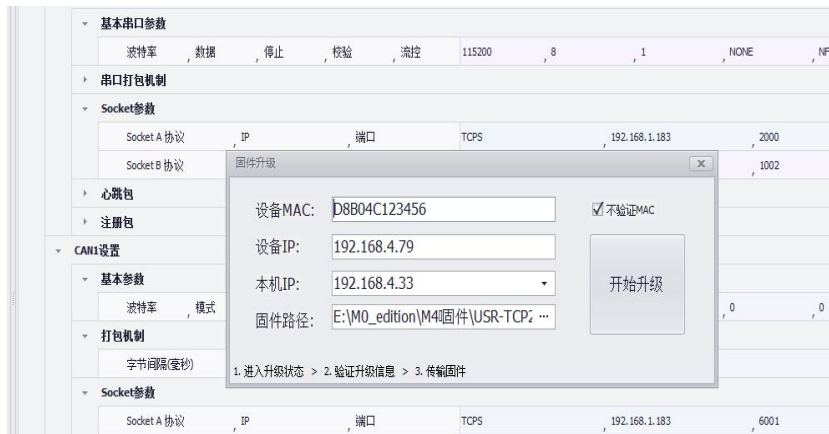 基本串口参数
波特率 , 数据 , 停止 , 校验 , 流控 115200 , 8 , 1 , NONE , NF
串口打包机制
Socket参数
Socket A 协议 , IP , 端口 TCPS , 192.168.1.183 , 2000
Socket B 协议 , 1002
固件升级
心跳包
设备MAC: D8B04C123456 不验证MAC
注册包
设备IP: 192.168.4.79
CAN1设置
基本参数
本机IP: 192.168.4.33 开始升级
波特率 , 模式 , 0 , 0
固件路径: E:\M0_edition\M4固件\USR-TCP2 ...
打包机制
字节间隔(毫秒)
1. 进入升级状态 > 2. 验证升级信息 > 3. 传输固件
Socket参数
Socket A 协议 , IP , 端口 TCPS , 192.168.1.183 , 6001